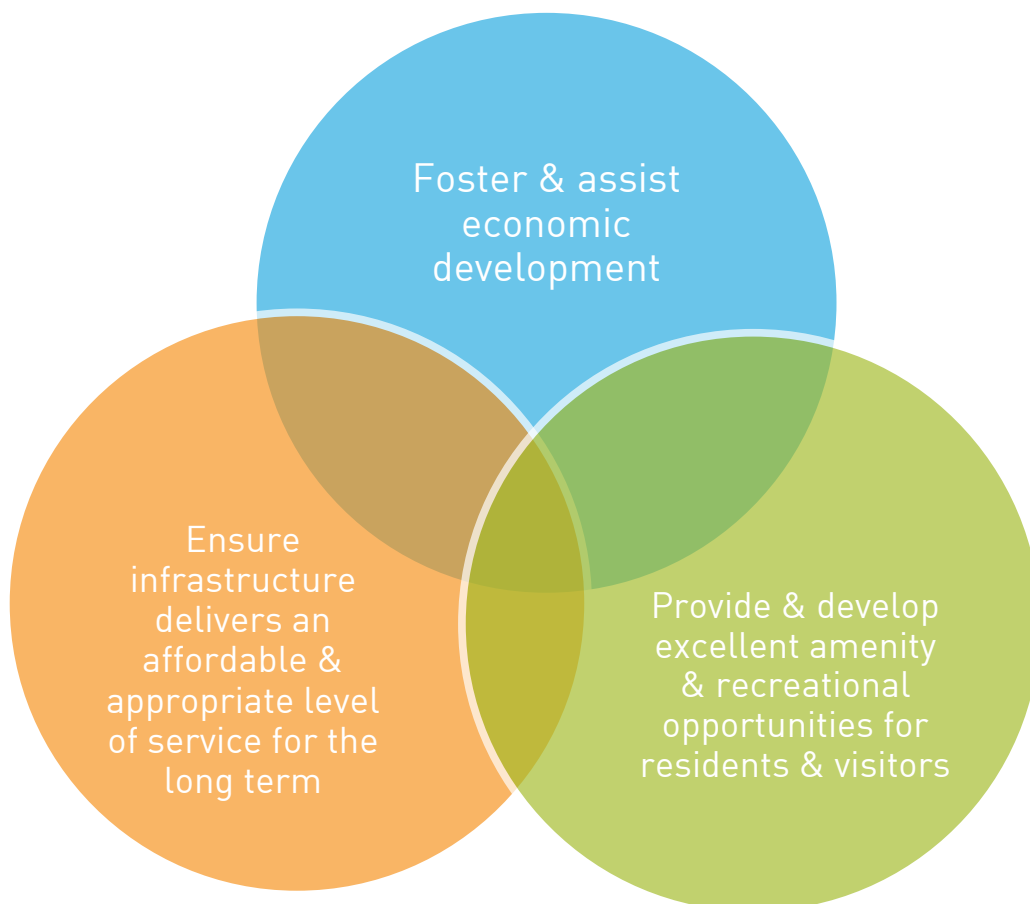 Foster & assist
economic
development
Ensure
infrastructure
delivers an
affordable &
appropriate level
of service for the
long term
Provide & develop
excellent amenity
& recreational
opportunities for
residents & visitors